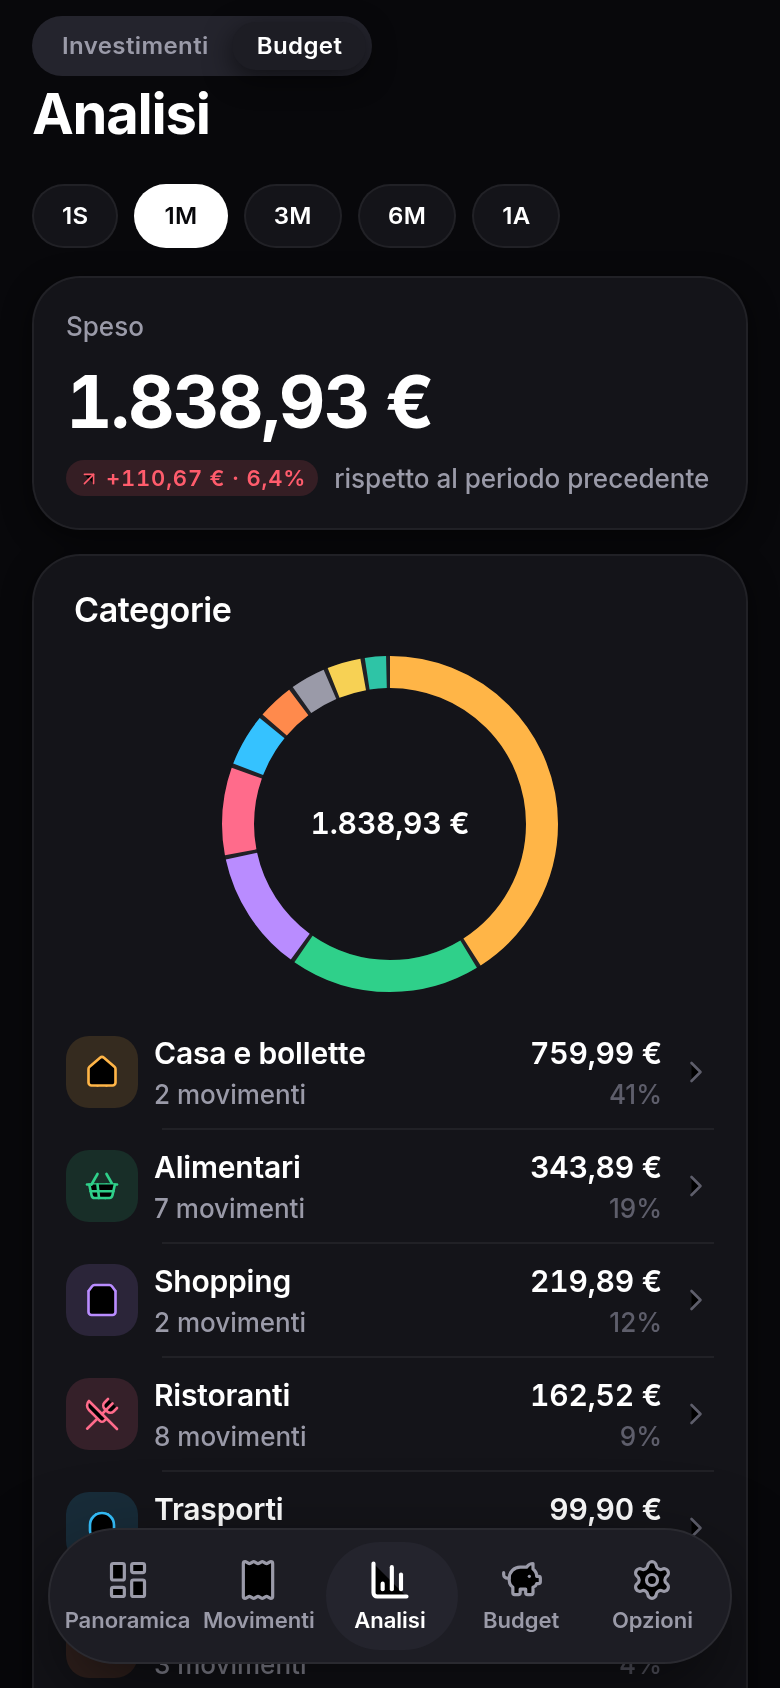 Investimenti Budget
Analisi
1S 1M 3M 6M 1A
Speso
1.838,93 €
+110,67 € · 6,4% rispetto al periodo precedente
Categorie
1.838,93 €
Casa e bollette 759,99 €
2 movimenti 41%
Alimentari 343,89 €
7 movimenti 19%
Shopping 219,89 €
2 movimenti 12%
Ristoranti 162,52 €
8 movimenti 9%
Trasporti 99,90 €
Panoramica Movimenti Analisi Budget Opzioni
3 movimenti 4%